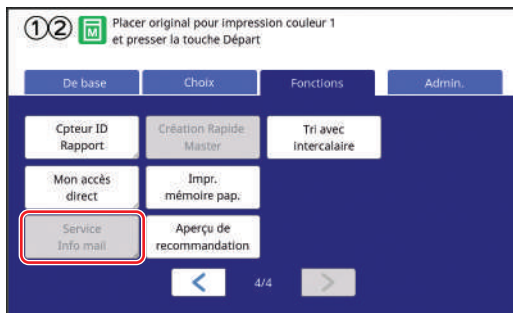 ①② M Placer original pour impression couleur 1
et presser la touche Départ
De base Choix Fonctions Admin.
Cpteur ID
Rapport
Création Rapide
Master
Tri avec
intercalaire
Mon accès
direct
Impr.
mémoire pap.
Service
Info mail
Aperçu de
recommandation
< 4/4 >